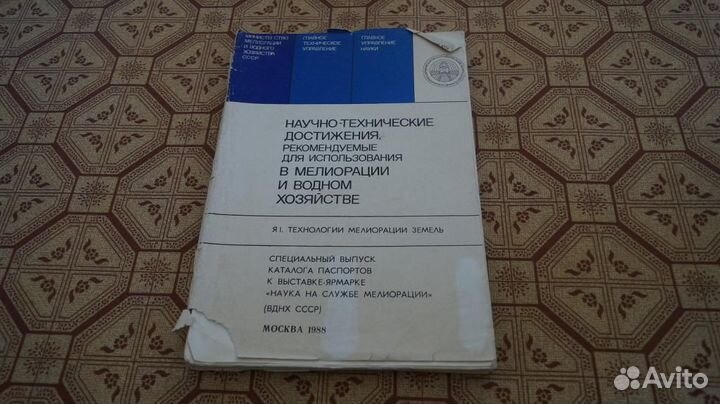 МИНИСТЕРСТВО
МЕЛИОРАЦИИ
И ВОДНОГО
ХОЗЯЙСТВА
СССР
ГЛАВНОЕ
ТЕХНИЧЕСКОЕ
УПРАВЛЕНИЕ
ГЛАВНОЕ
УПРАВЛЕНИЕ
НАУКИ
НАУЧНО-ТЕХНИЧЕСКИЕ
ДОСТИЖЕНИЯ,
РЕКОМЕНДУЕМЫЕ
ДЛЯ ИСПОЛЬЗОВАНИЯ
В МЕЛИОРАЦИИ
И ВОДНОМ
ХОЗЯЙСТВЕ
Я I. ТЕХНОЛОГИИ МЕЛИОРАЦИИ ЗЕМЕЛЬ
СПЕЦИАЛЬНЫЙ ВЫПУСК
КАТАЛОГА ПАСПОРТОВ
К ВЫСТАВКЕ-ЯРМАРКЕ
«НАУКА НА СЛУЖБЕ МЕЛИОРАЦИИ»
(ВДНХ СССР)
МОСКВА 1988
Avito